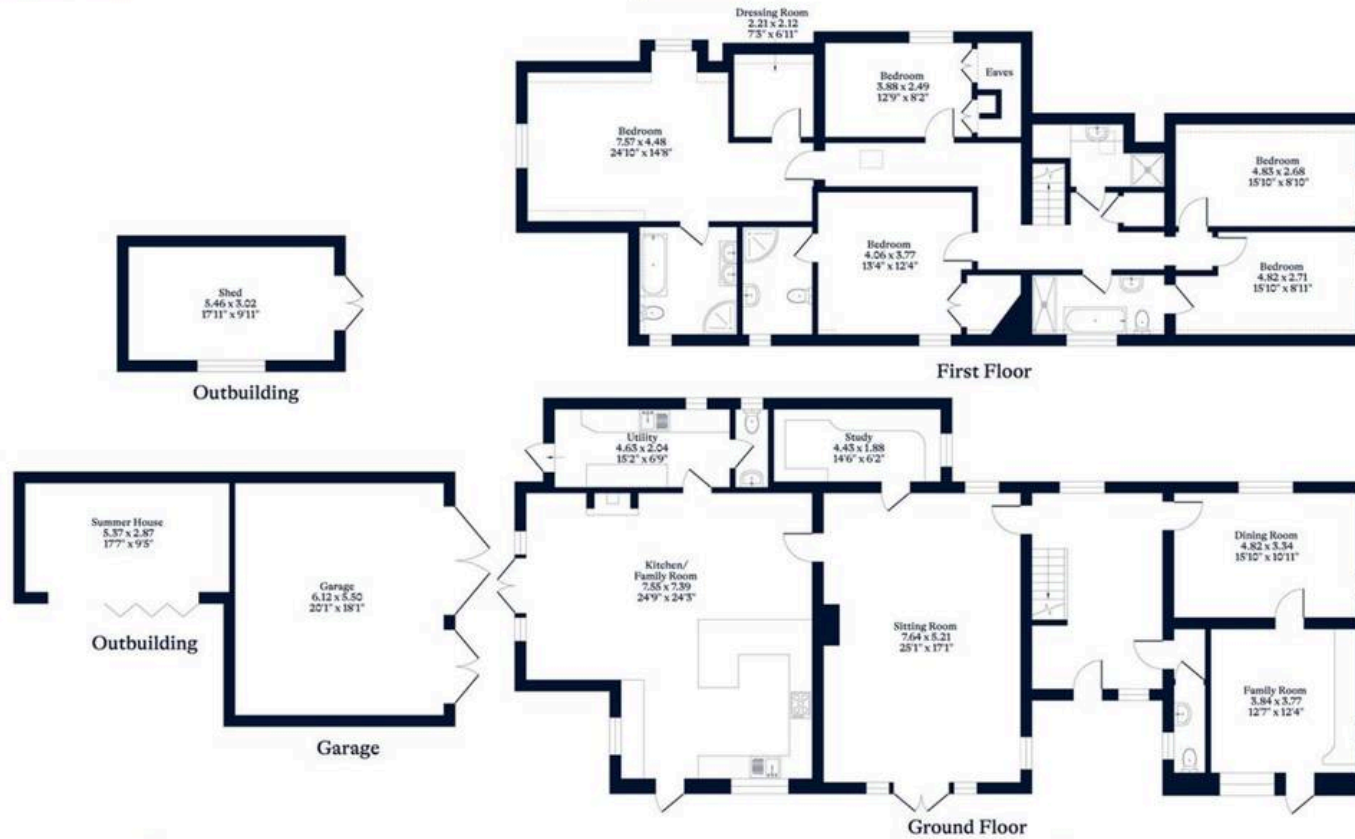 Dressing Room
2.21 x 2.12
7'3" x 6'11"
Bedroom
3.88 x 2.49
12'9" x 8'2"
Eaves
Bedroom
7.57 x 4.48
24'10" x 14'8"
Bedroom
4.83 x 2.68
15'10" x 8'10"
Bedroom
4.06 x 3.77
13'4" x 12'4"
Bedroom
4.82 x 2.71
15'10" x 8'11"
First Floor
Shed
5.46 x 3.02
17'11" x 9'11"
Outbuilding
Utility
4.63 x 2.04
15'2" x 6'9"
Study
4.43 x 1.88
14'6" x 6'2"
Summer House
5.37 x 2.87
17'7" x 9'5"
Outbuilding
Garage
6.12 x 5.50
20'1" x 18'1"
Garage
Kitchen/
Family Room
7.55 x 7.39
24'9" x 24'3"
Sitting Room
7.64 x 5.21
25'1" x 17'1"
Dining Room
4.82 x 3.34
15'10" x 10'11"
Family Room
3.84 x 3.77
12'7" x 12'4"
Ground Floor